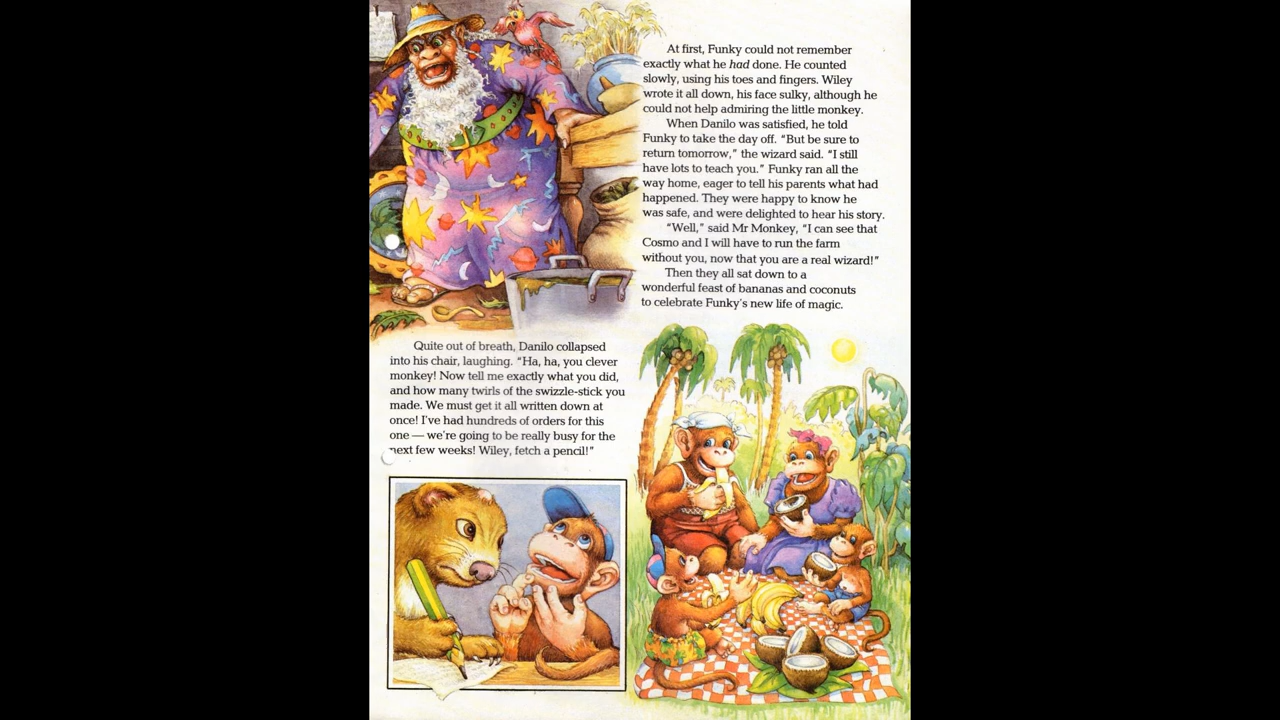 Quite out of breath, Danilo collapsed
into his chair, laughing. "Ha, ha, you clever
monkey! Now tell me exactly what you did,
and how many twirls of the swizzle-stick you
made. We must get it all written down at
once! I've had hundreds of orders for this
one — we're going to be really busy for the
next few weeks! Wiley, fetch a pencil!"
At first, Funky could not remember
exactly what he had done. He counted
slowly, using his toes and fingers. Wiley
wrote it all down, his face sulky, although he
could not help admiring the little monkey.
When Danilo was satisfied, he told
Funky to take the day off. "But be sure to
return tomorrow," the wizard said. "I still
have lots to teach you." Funky ran all the
way home, eager to tell his parents what had
happened. They were happy to know he
was safe, and were delighted to hear his story.
"Well," said Mr Monkey, "I can see that
Cosmo and I will have to run the farm
without you, now that you are a real wizard!"
Then they all sat down to a
wonderful feast of bananas and coconuts
to celebrate Funky's new life of magic.